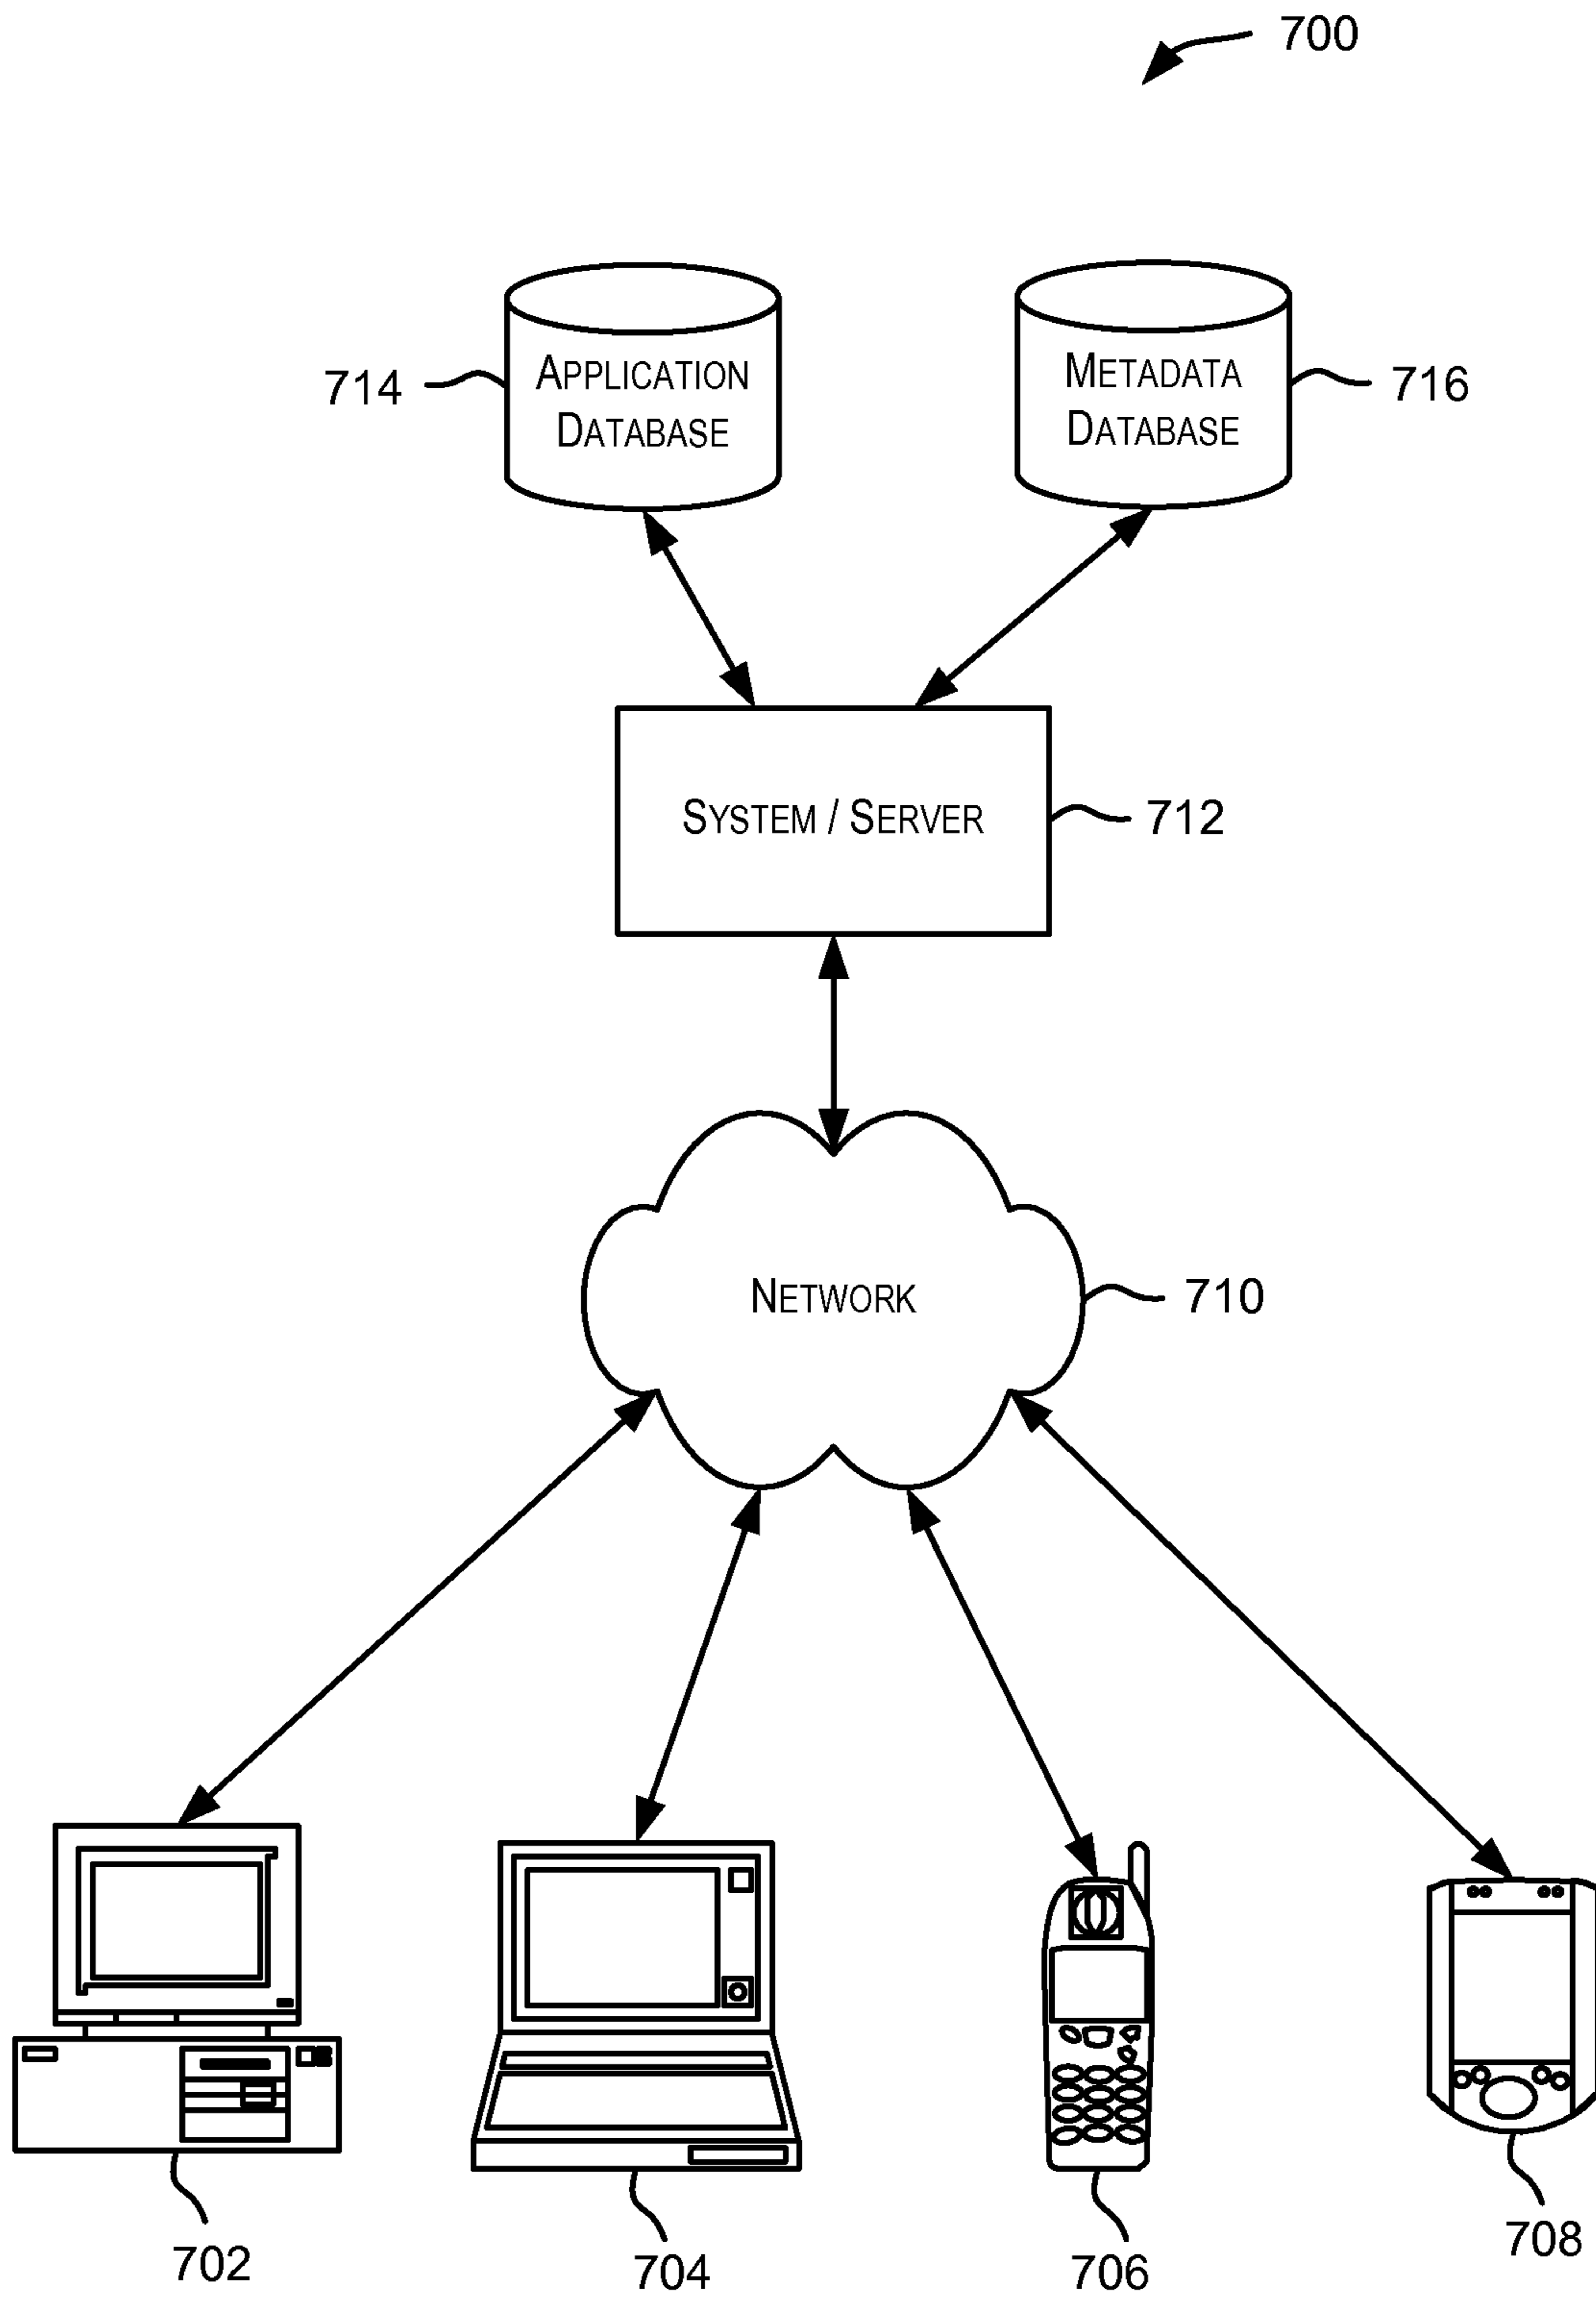 700
APPLICATION
DATABASE
714
METADATA
DATABASE
716
SYSTEM / SERVER
712
NETWORK
710
702
704
706
708